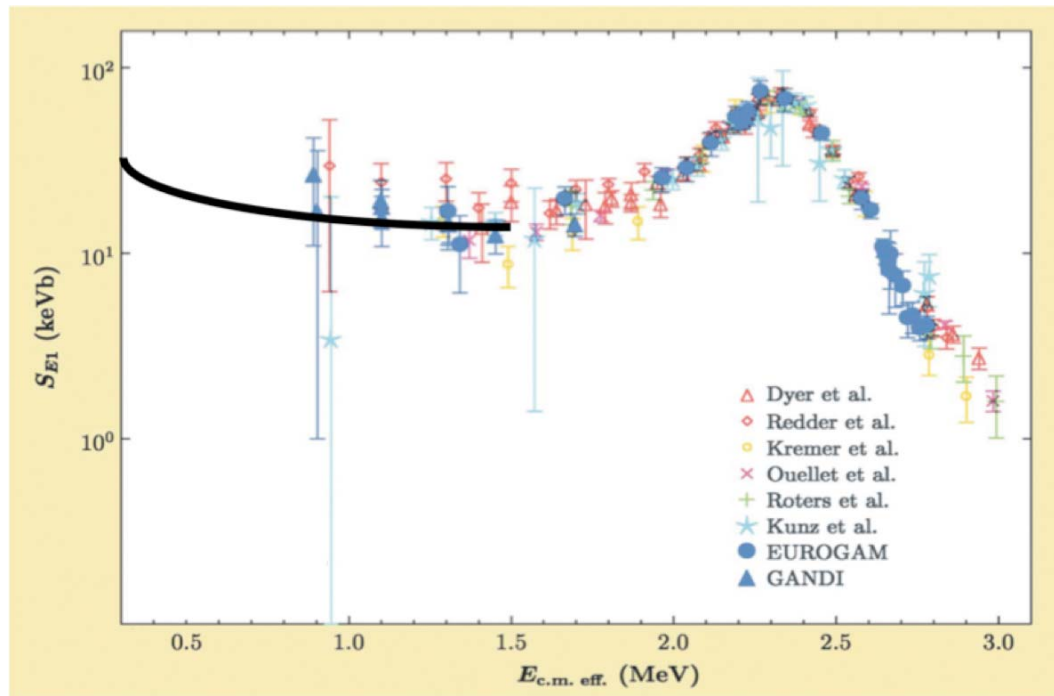 10²
10¹
10⁰
S_E1 (keVb)
0.5 1.0 1.5 2.0 2.5 3.0
E_c.m. eff. (MeV)
Dyer et al.
Redder et al.
Kremer et al.
Ouellet et al.
Roters et al.
Kunz et al.
EUROGAM
GANDI